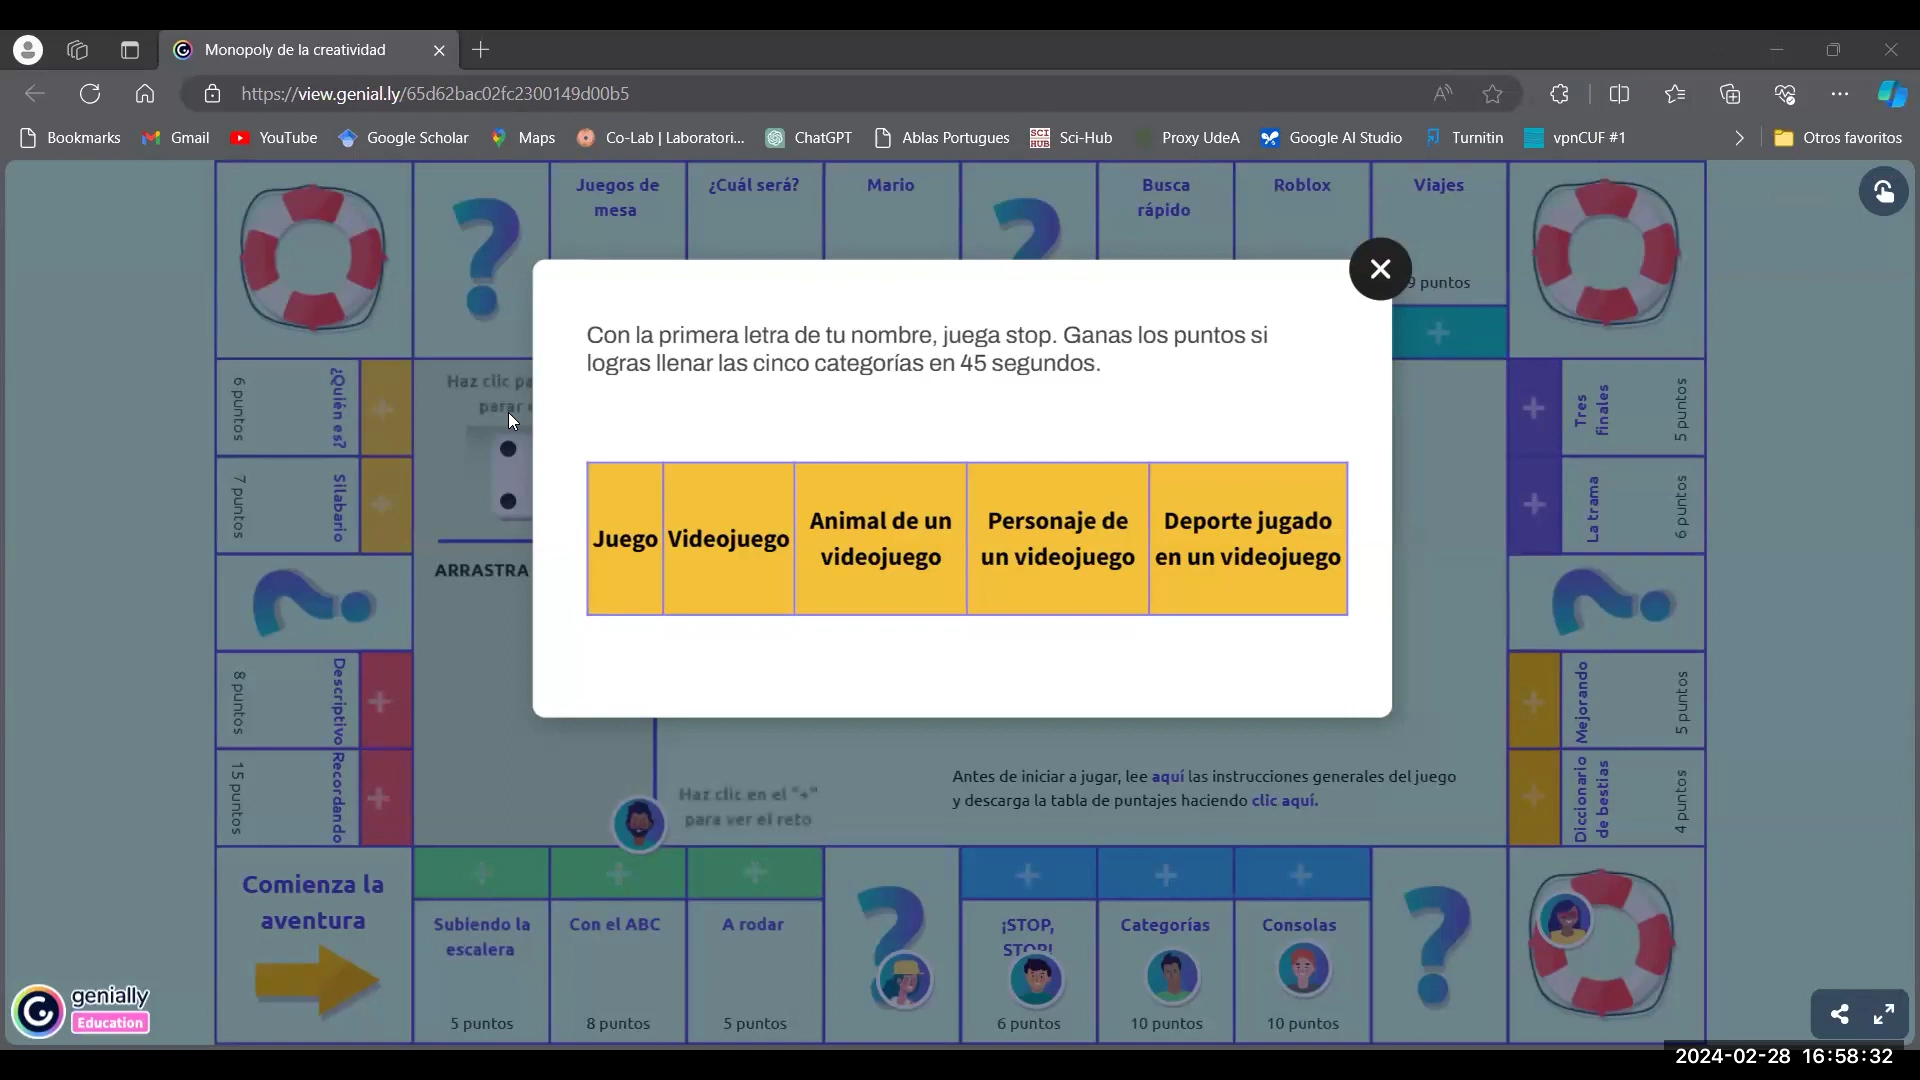 Monopoly de la creatividad
https://view.genial.ly/65d62bac02fc2300149d00b5
Bookmarks
Gmail
YouTube
Google Scholar
Maps
Co-Lab | Laboratori...
ChatGPT
Ablas Portugues
SCI HUB
Sci-Hub
Proxy UdeA
Google AI Studio
Turnitin
vpnCUF #1
Otros favoritos
Juegos de
mesa
¿Cuál será?
Mario
Busca
rápido
Roblox
Viajes
9 puntos
Con la primera letra de tu nombre, juega stop. Ganas los puntos si
logras llenar las cinco categorías en 45 segundos.
Juego
Videojuego
Animal de un
videojuego
Personaje de
un videojuego
Deporte jugado
en un videojuego
Haz clic pa
parar
ARRASTRA
¿Quién es?
6 puntos
Silabario
7 puntos
Descriptivo
8 puntos
Recordando
15 puntos
Tres
finales
5 puntos
La trama
6 puntos
Mejorando
5 puntos
Diccionario
de bestias
4 puntos
Haz clic en el "+"
para ver el reto
Antes de iniciar a jugar, lee aquí las instrucciones generales del juego
y descarga la tabla de puntajes haciendo clic aquí.
Comienza la
aventura
Subiendo la
escalera
5 puntos
Con el ABC
8 puntos
A rodar
5 puntos
¡STOP,
STOP!
6 puntos
Categorías
10 puntos
Consolas
10 puntos
genially
Education
2024-02-28 16:58:32